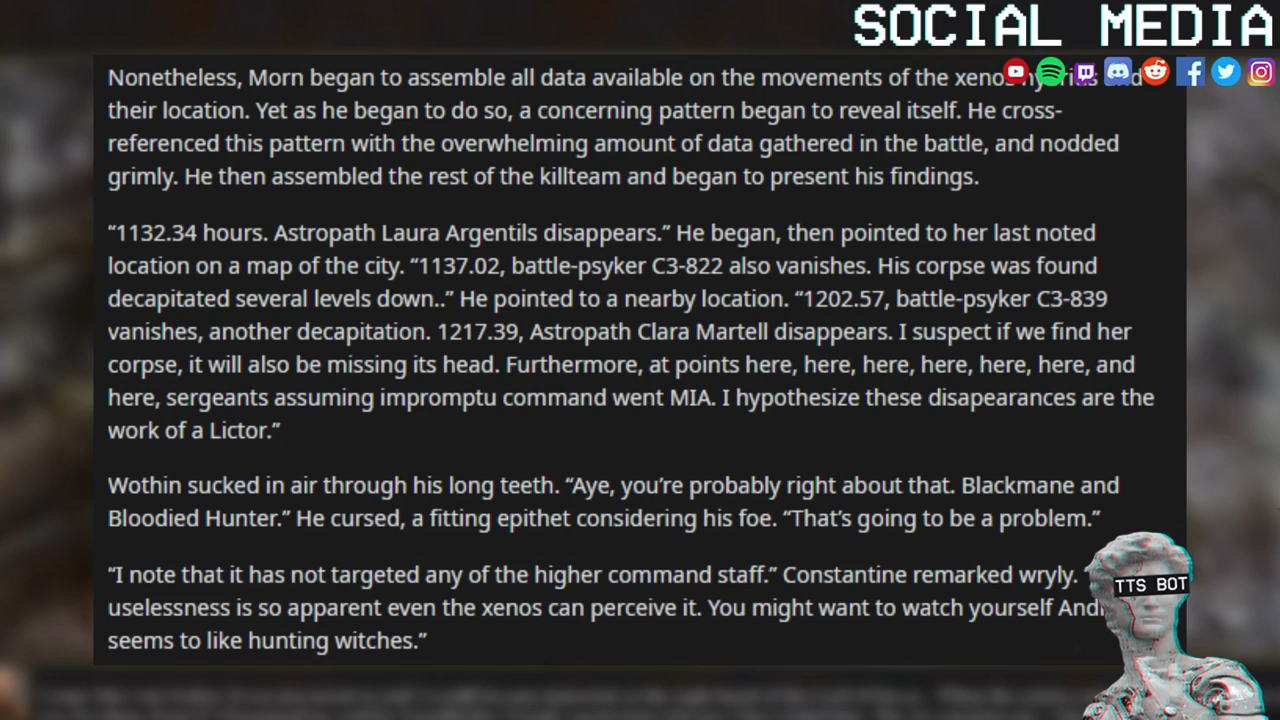 SOCIAL MEDIA
Nonetheless, Morn began to assemble all data available on the movements of the xenos
their location. Yet as he began to do so, a concerning pattern began to reveal itself. He cross-
referenced this pattern with the overwhelming amount of data gathered in the battle, and nodded
grimly. He then assembled the rest of the killteam and began to present his findings.
“1132.34 hours. Astropath Laura Argentils disappears.” He began, then pointed to her last noted
location on a map of the city. “1137.02, battle-psyker C3-822 also vanishes. His corpse was found
decapitated several levels down..” He pointed to a nearby location. “1202.57, battle-psyker C3-839
vanishes, another decapitation. 1217.39, Astropath Clara Martell disappears. I suspect if we find her
corpse, it will also be missing its head. Furthermore, at points here, here, here, here, here, here, and
here, sergeants assuming impromptu command went MIA. I hypothesize these disapearances are the
work of a Lictor.”
Wothin sucked in air through his long teeth. “Aye, you’re probably right about that. Blackmane and
Bloodied Hunter.” He cursed, a fitting epithet considering his foe. “That’s going to be a problem.”
“I note that it has not targeted any of the higher command staff.” Constantine remarked wryly.
uselessness is so apparent even the xenos can perceive it. You might want to watch yourself
seems to like hunting witches.”
TTS BOT